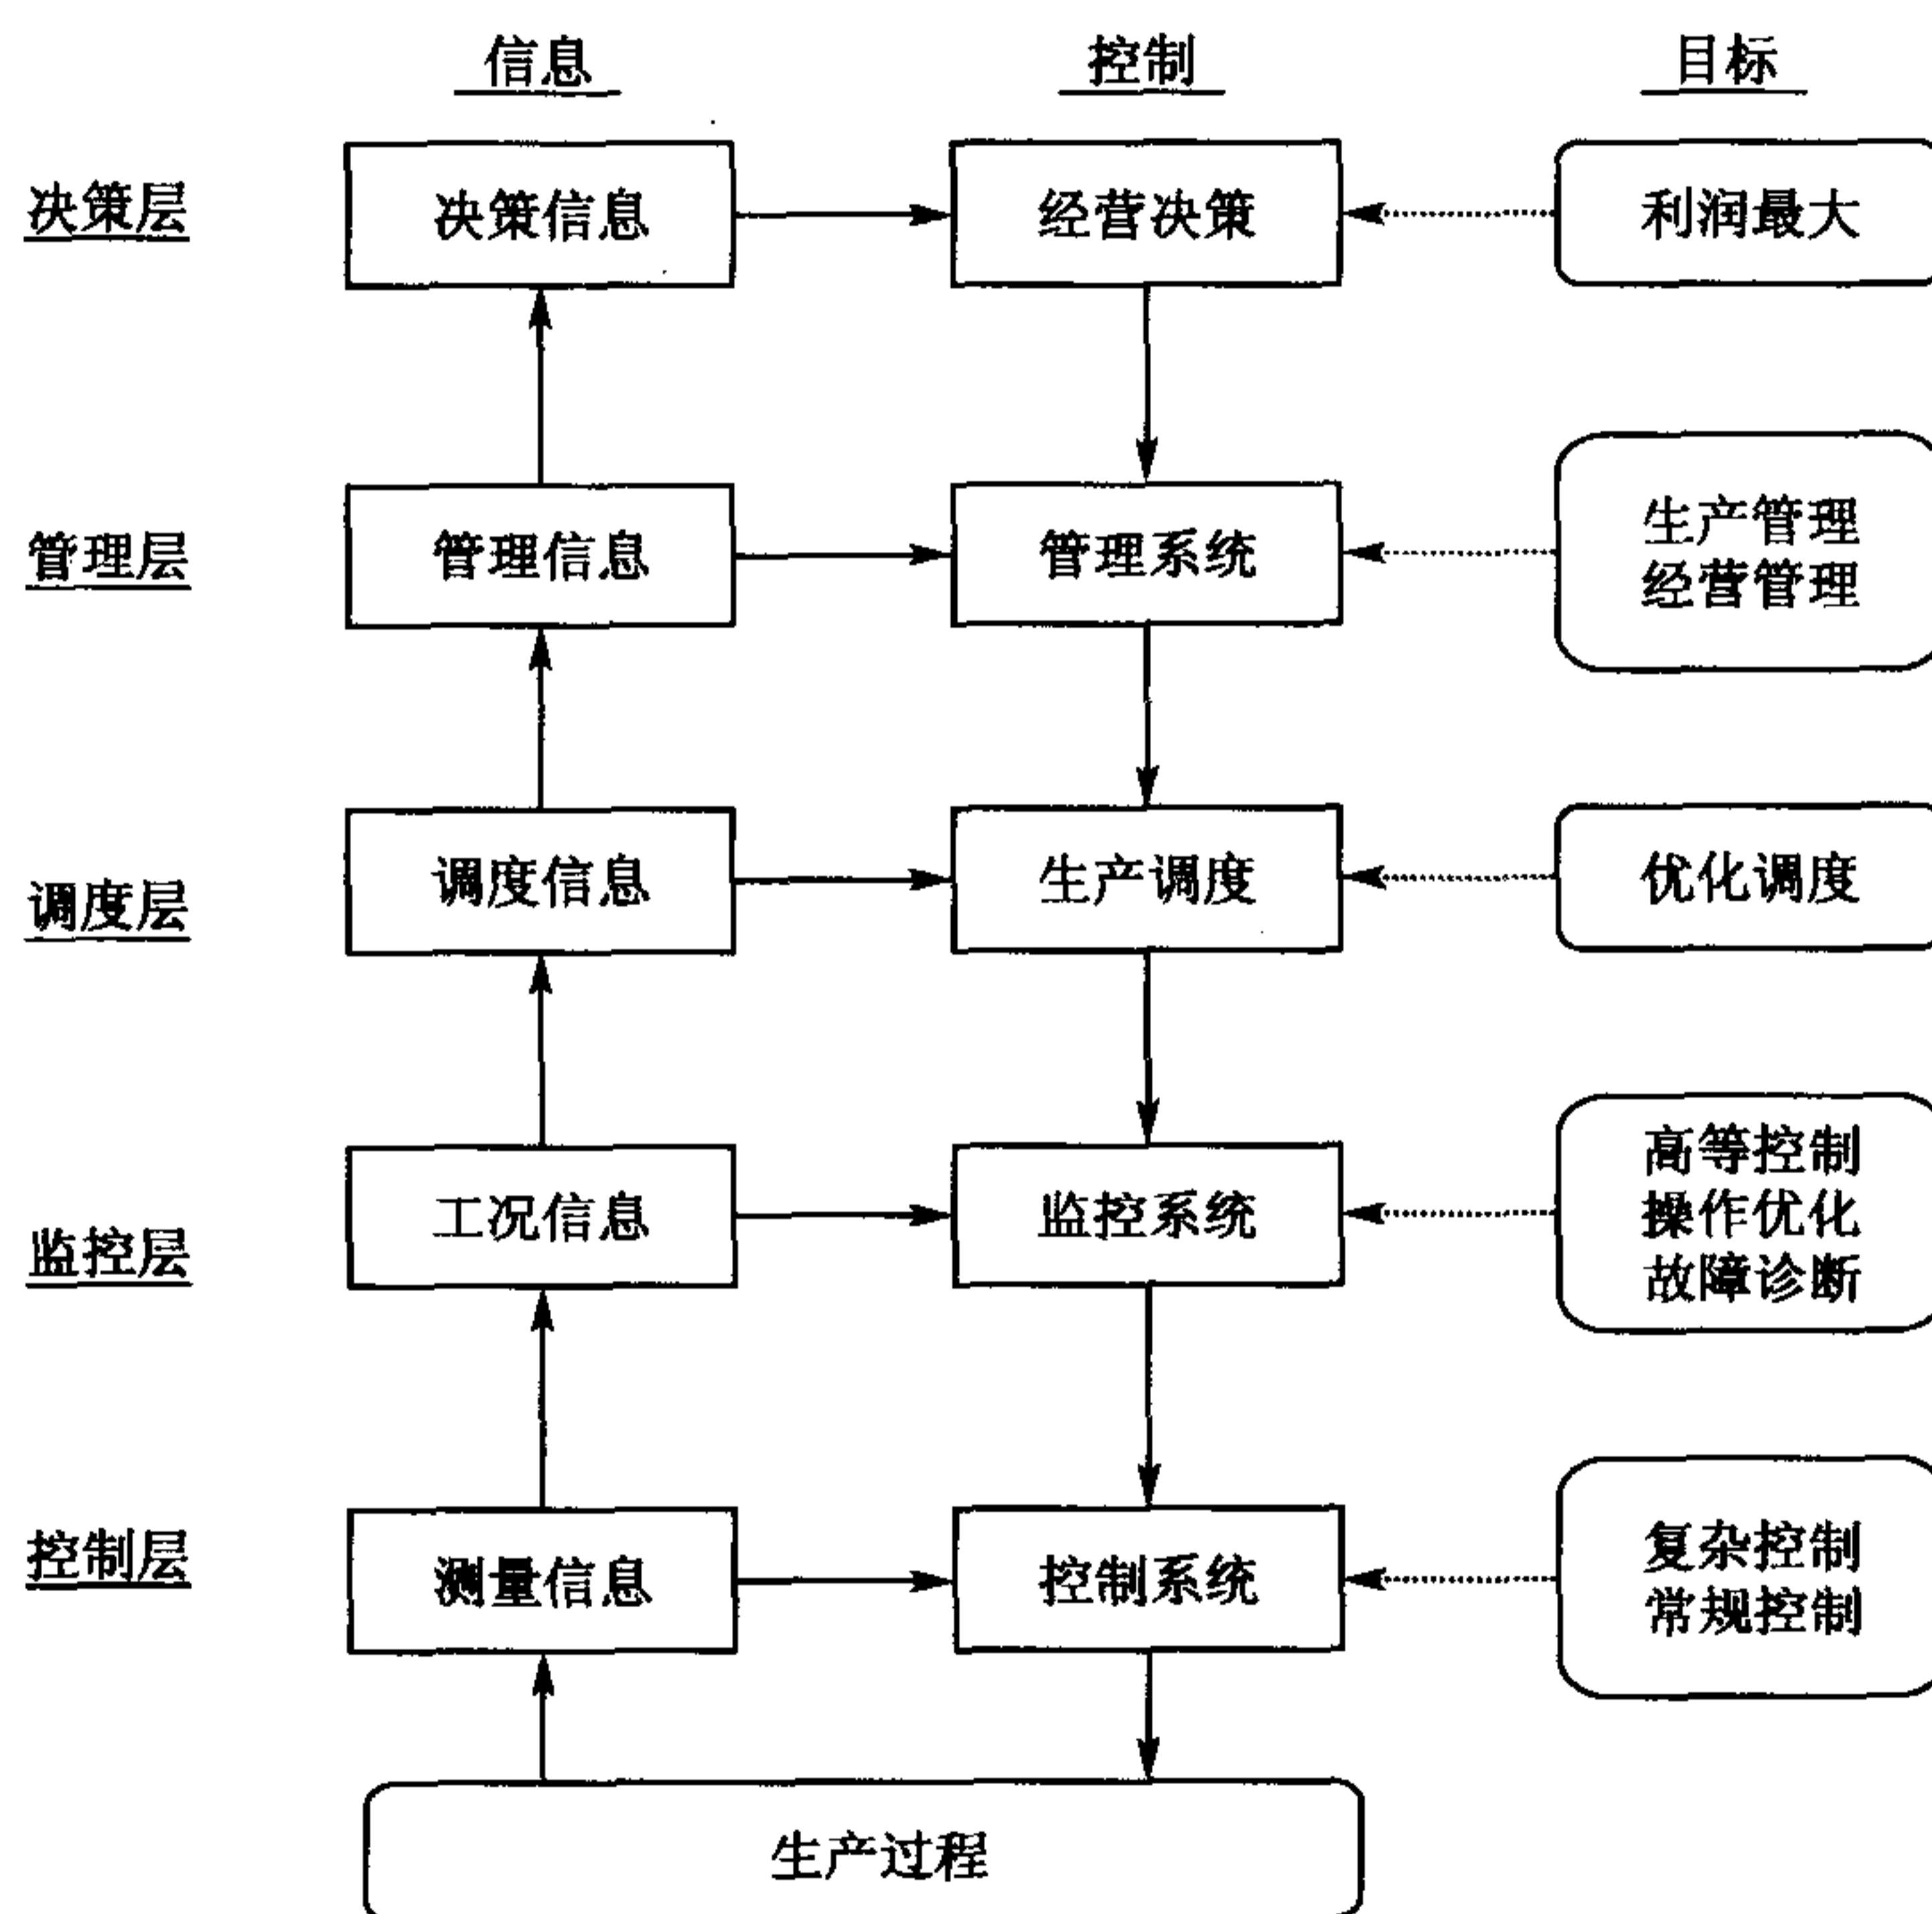 信息
控制
目标
决策层
决策信息
经营决策
利润最大
管理层
管理信息
管理系统
生产管理
经营管理
调度层
调度信息
生产调度
优化调度
监控层
工况信息
监控系统
高等控制
操作优化
故障诊断
控制层
测量信息
控制系统
复杂控制
常规控制
生产过程